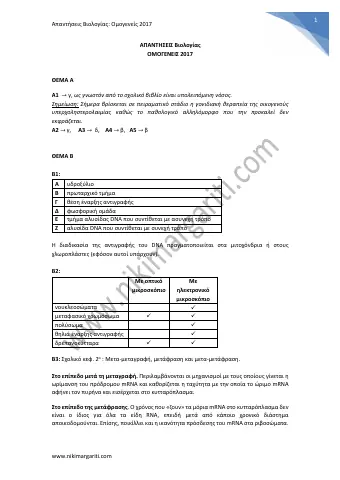 Απαντήσεις Βιολογίας: Ομογενείς 2017
1
ΑΠΑΝΤΗΣΕΙΣ Βιολογίας
ΟΜΟΓΕΝΕΙΣ 2017
ΘΕΜΑ Α
Α1 → γ, ως γνωστόν από το σχολικό βιβλίο είναι υπολειπόμενη νόσος.
Σημείωση: Σήμερα βρίσκεται σε πειραματικό στάδιο η γονιδιακή θεραπεία της οικογενούς
υπερχοληστερολαιμίας καθώς το παθολογικό αλληλόμορφο που την προκαλεί δεν
εκφράζεται.
Α2 → γ, Α3 → δ, Α4 → β, Α5 → β
ΘΕΜΑ Β
Β1:
Α υδροξύλιο
Β πρωταρχικό τμήμα
Γ θέση έναρξης αντιγραφής
Δ φωσφορική ομάδα
Ε τμήμα αλυσίδας DNA που συντίθεται με ασυνεχή τρόπο
Ζ αλυσίδα DNA που συντίθεται με συνεχή τρόπο
Η διαδικασία της αντιγραφής του DNA πραγματοποιείται στα μιτοχόνδρια ή στους
χλωροπλάστες (εφόσον αυτοί υπάρχουν).
Β2:
Με οπτικό μικροσκόπιο Με ηλεκτρονικό μικροσκόπιο
νουκλεοσώματα ✓
μεταφασικό χρωμόσωμα ✓ ✓
πολύσωμα ✓
θηλιά έναρξης αντιγραφής ✓
δρεπανοκύτταρα ✓ ✓
Β3: Σχολικό κεφ. 2ο : Μετα-μεταγραφή, μετάφραση και μετα-μετάφραση.
Στο επίπεδο μετά τη μεταγραφή. Περιλαμβάνονται οι μηχανισμοί με τους οποίους γίνεται η
ωρίμανση του πρόδρομου mRNA και καθορίζεται η ταχύτητα με την οποία το ώριμο mRNA
αφήνει τον πυρήνα και εισέρχεται στο κυτταρόπλασμα.
Στο επίπεδο της μετάφρασης. Ο χρόνος που «ζουν» τα μόρια mRNA στο κυτταρόπλασμα δεν
είναι ο ίδιος για όλα τα είδη RNA, επειδή μετά από κάποιο χρονικό διάστημα
αποικοδομούνται. Επίσης, ποικίλλει και η ικανότητα πρόσδεσης του mRNA στα ριβοσώματα.
www.nikimargariti.com
www.nikimargariti.com